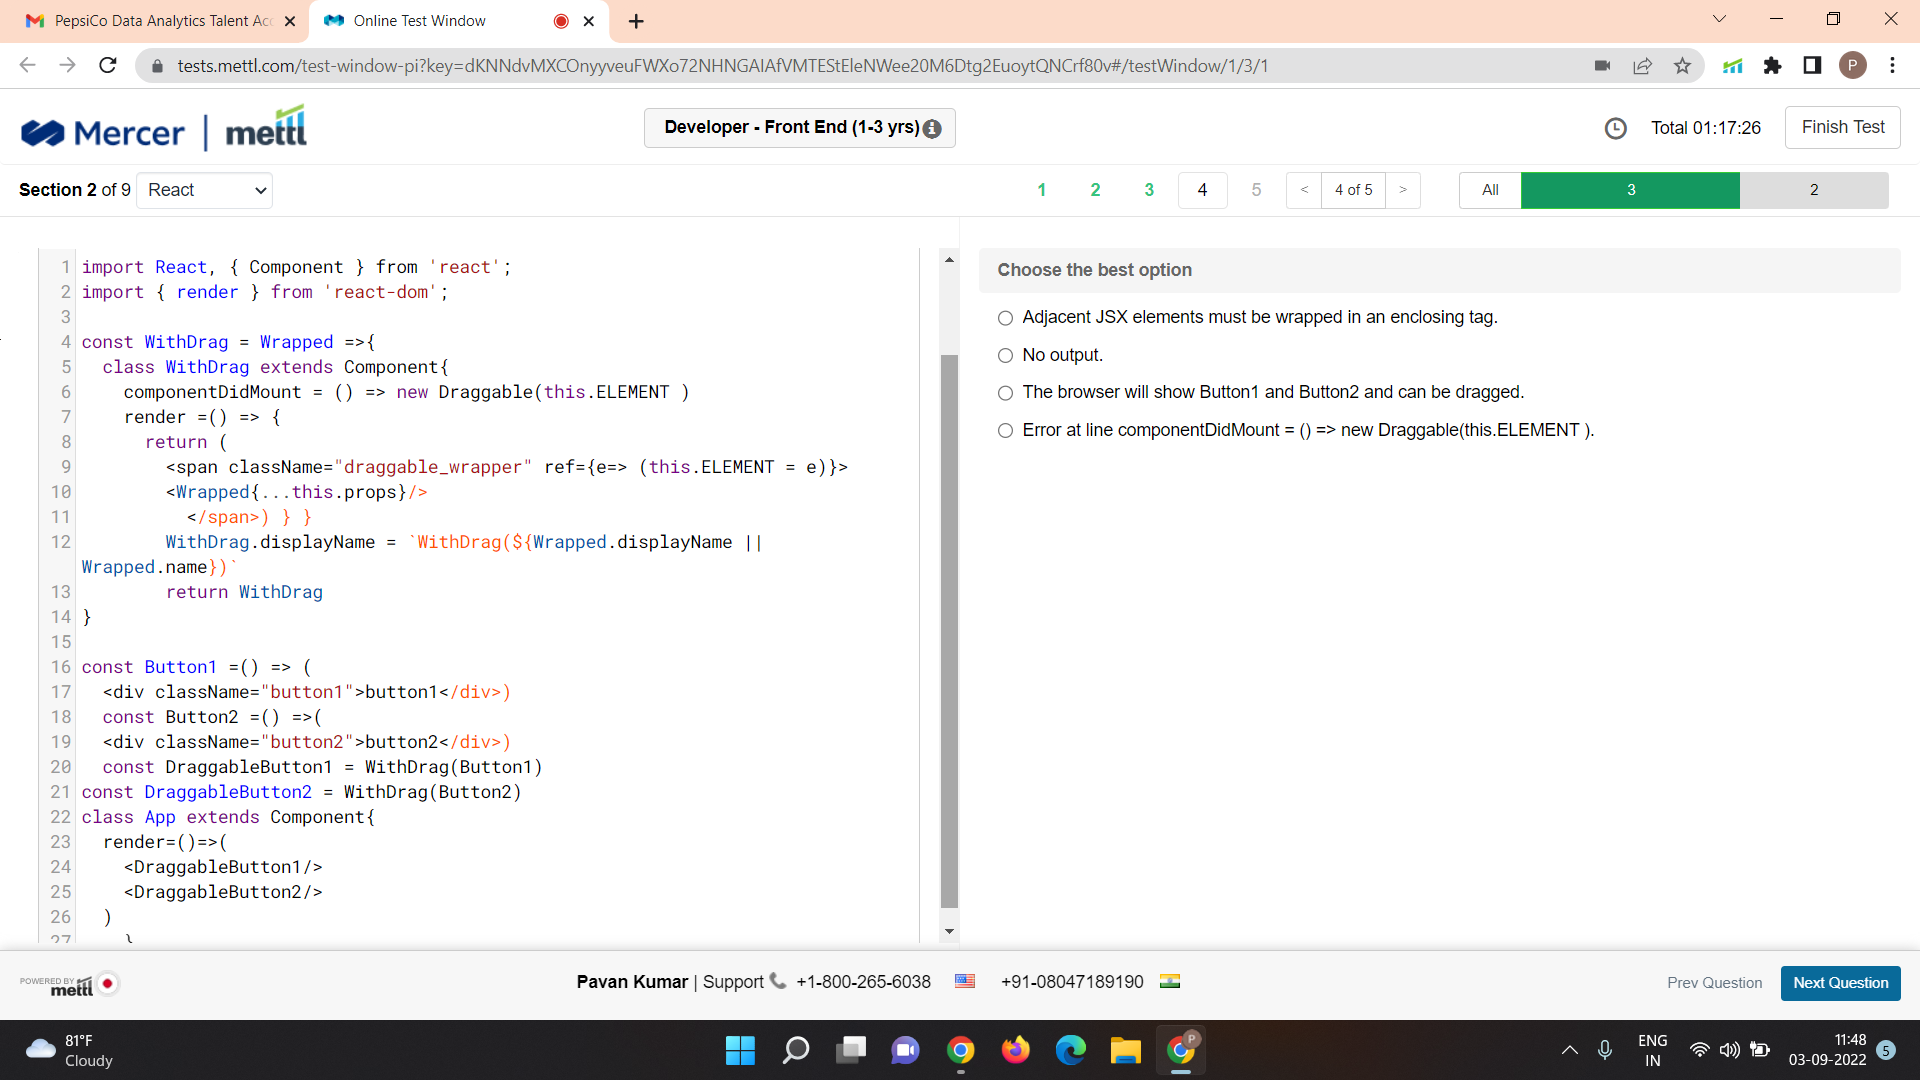 PepsiCo Data Analytics Talent Acc
Online Test Window
tests.mettl.com/test-window-pi?key=dKNNdvMXCOnyyveuFWXo72NHNGAIAfVMTEStEleNWee20M6Dtg2EuoytQNCrf80v#/testWindow/1/3/1
P
Mercer | mettl
Developer - Front End (1-3 yrs)
Total 01:17:26
Finish Test
Section 2 of 9 React
1 2 3 4 5 < 4 of 5 > All 3 2
1 import React, { Component } from 'react';
2 import { render } from 'react-dom';
3
4 const WithDrag = Wrapped =>{
5 class WithDrag extends Component{
6 componentDidMount = () => new Draggable(this.ELEMENT )
7 render =() => {
8 return (
9 <span className="draggable_wrapper" ref={e=> (this.ELEMENT = e)}>
10 <Wrapped{...this.props}/>
11 </span>) } }
12 WithDrag.displayName = `WithDrag(${Wrapped.displayName ||
Wrapped.name})`
13 return WithDrag
14 }
15
16 const Button1 =() => (
17 <div className="button1">button1</div>)
18 const Button2 =() =>(
19 <div className="button2">button2</div>)
20 const DraggableButton1 = WithDrag(Button1)
21 const DraggableButton2 = WithDrag(Button2)
22 class App extends Component{
23 render=()=>(
24 <DraggableButton1/>
25 <DraggableButton2/>
26 )
27 }
Choose the best option
Adjacent JSX elements must be wrapped in an enclosing tag.
No output.
The browser will show Button1 and Button2 and can be dragged.
Error at line componentDidMount = () => new Draggable(this.ELEMENT ).
POWERED BY
mettl
Pavan Kumar | Support +1-800-265-6038 +91-08047189190
Prev Question
Next Question
81°F
Cloudy
P
ENG
IN
11:48
03-09-2022
5